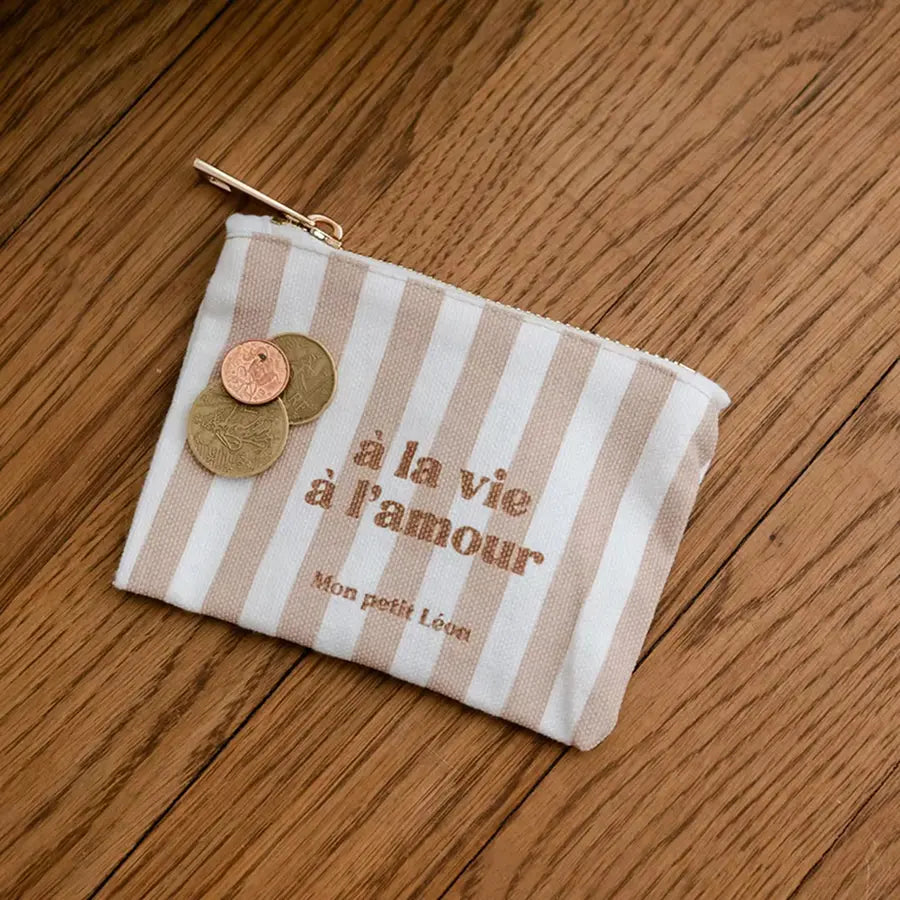 à la vie
à l'amour
Mon petit Léon